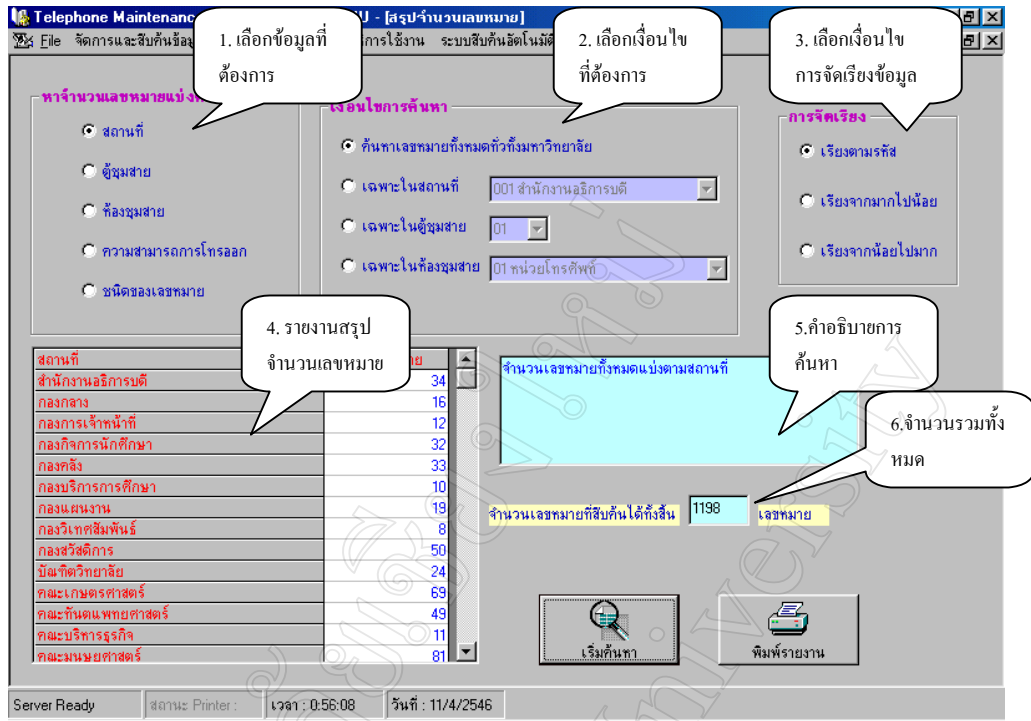 Telephone Maintenanc
U - [สรุปจำนวนเลขหมาย]
File จัดการและสืบค้นข้อมู
การใช้งาน ระบบสืบค้นอัตโนมัติ
1. เลือกข้อมูลที่
ต้องการ
2. เลือกเงื่อนไข
ที่ต้องการ
3. เลือกเงื่อนไข
การจัดเรียงข้อมูล
หาจำนวนเลขหมายแบ่งต
สถานที่
ตู้ชุมสาย
ห้องชุมสาย
ความสามารถการโทรออก
ชนิดของเลขหมาย
เงื่อนไขการค้นหา
ค้นหาเลขหมายทั้งหมดทั่วทั้งมหาวิทยาลัย
เฉพาะในสถานที่ 001 สำนักงานอธิการบดี
เฉพาะในตู้ชุมสาย 01
เฉพาะในห้องชุมสาย 01 หน่วยโทรศัพท์
การจัดเรียง
เรียงตามรหัส
เรียงจากมากไปน้อย
เรียงจากน้อยไปมาก
4. รายงานสรุป
จำนวนเลขหมาย
5.คำอธิบายการ
ค้นหา
6.จำนวนรวมทั้ง
หมด
สถานที่ าย
สำนักงานอธิการบดี 34
กองกลาง 16
กองการเจ้าหน้าที่ 12
กองกิจการนักศึกษา 32
กองคลัง 33
กองบริการการศึกษา 10
กองแผนงาน 19
กองวิเทศสัมพันธ์ 8
กองสวัสดิการ 50
บัณฑิตวิทยาลัย 24
คณะเกษตรศาสตร์ 69
คณะทันตแพทยศาสตร์ 49
คณะบริหารธุรกิจ 11
คณะมนุษยศาสตร์ 81
จำนวนเลขหมายทั้งหมดแบ่งตามสถานที่
จำนวนเลขหมายที่สืบค้นได้ทั้งสิ้น 1198 เลขหมาย
เริ่มค้นหา
พิมพ์รายงาน
Server Ready สถานะ Printer : เวลา : 0:56:08 วันที่ : 11/4/2546